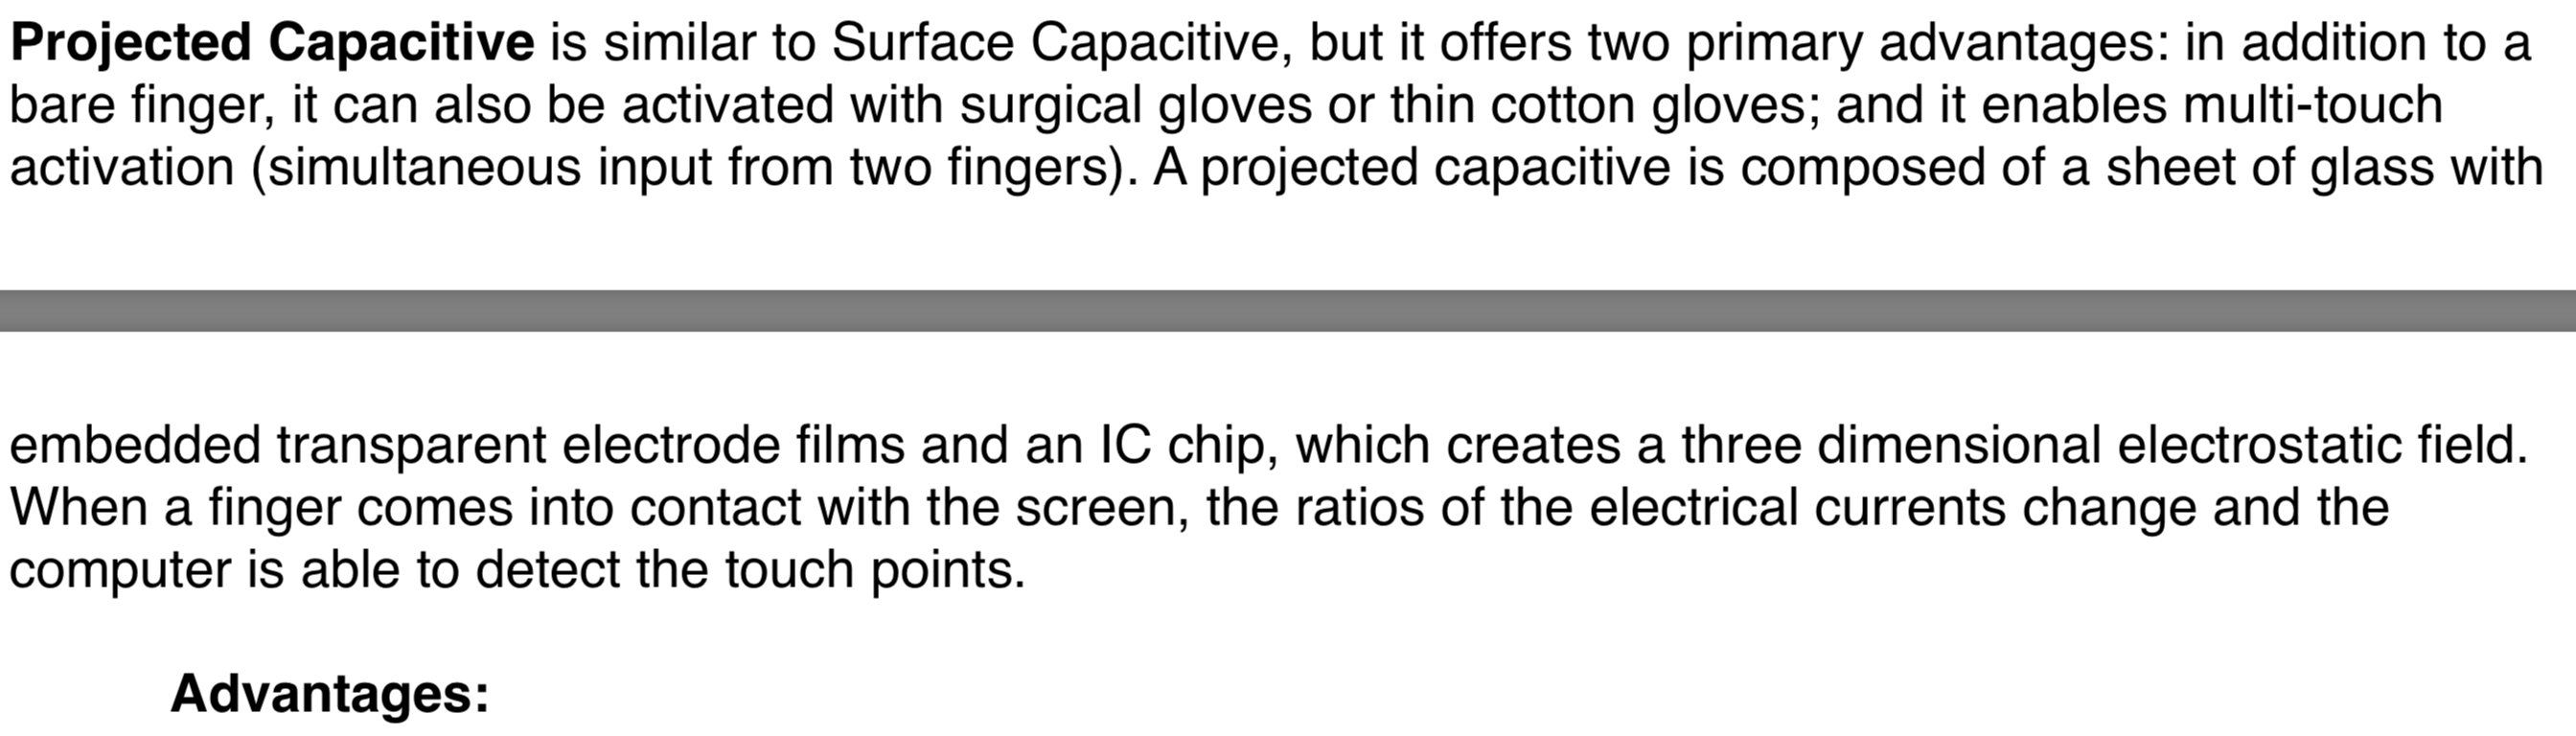 Projected Capacitive is similar to Surface Capacitive, but it offers two primary advantages: in addition to a
bare finger, it can also be activated with surgical gloves or thin cotton gloves; and it enables multi-touch
activation (simultaneous input from two fingers). A projected capacitive is composed of a sheet of glass with
embedded transparent electrode films and an IC chip, which creates a three dimensional electrostatic field.
When a finger comes into contact with the screen, the ratios of the electrical currents change and the
computer is able to detect the touch points.
Advantages: